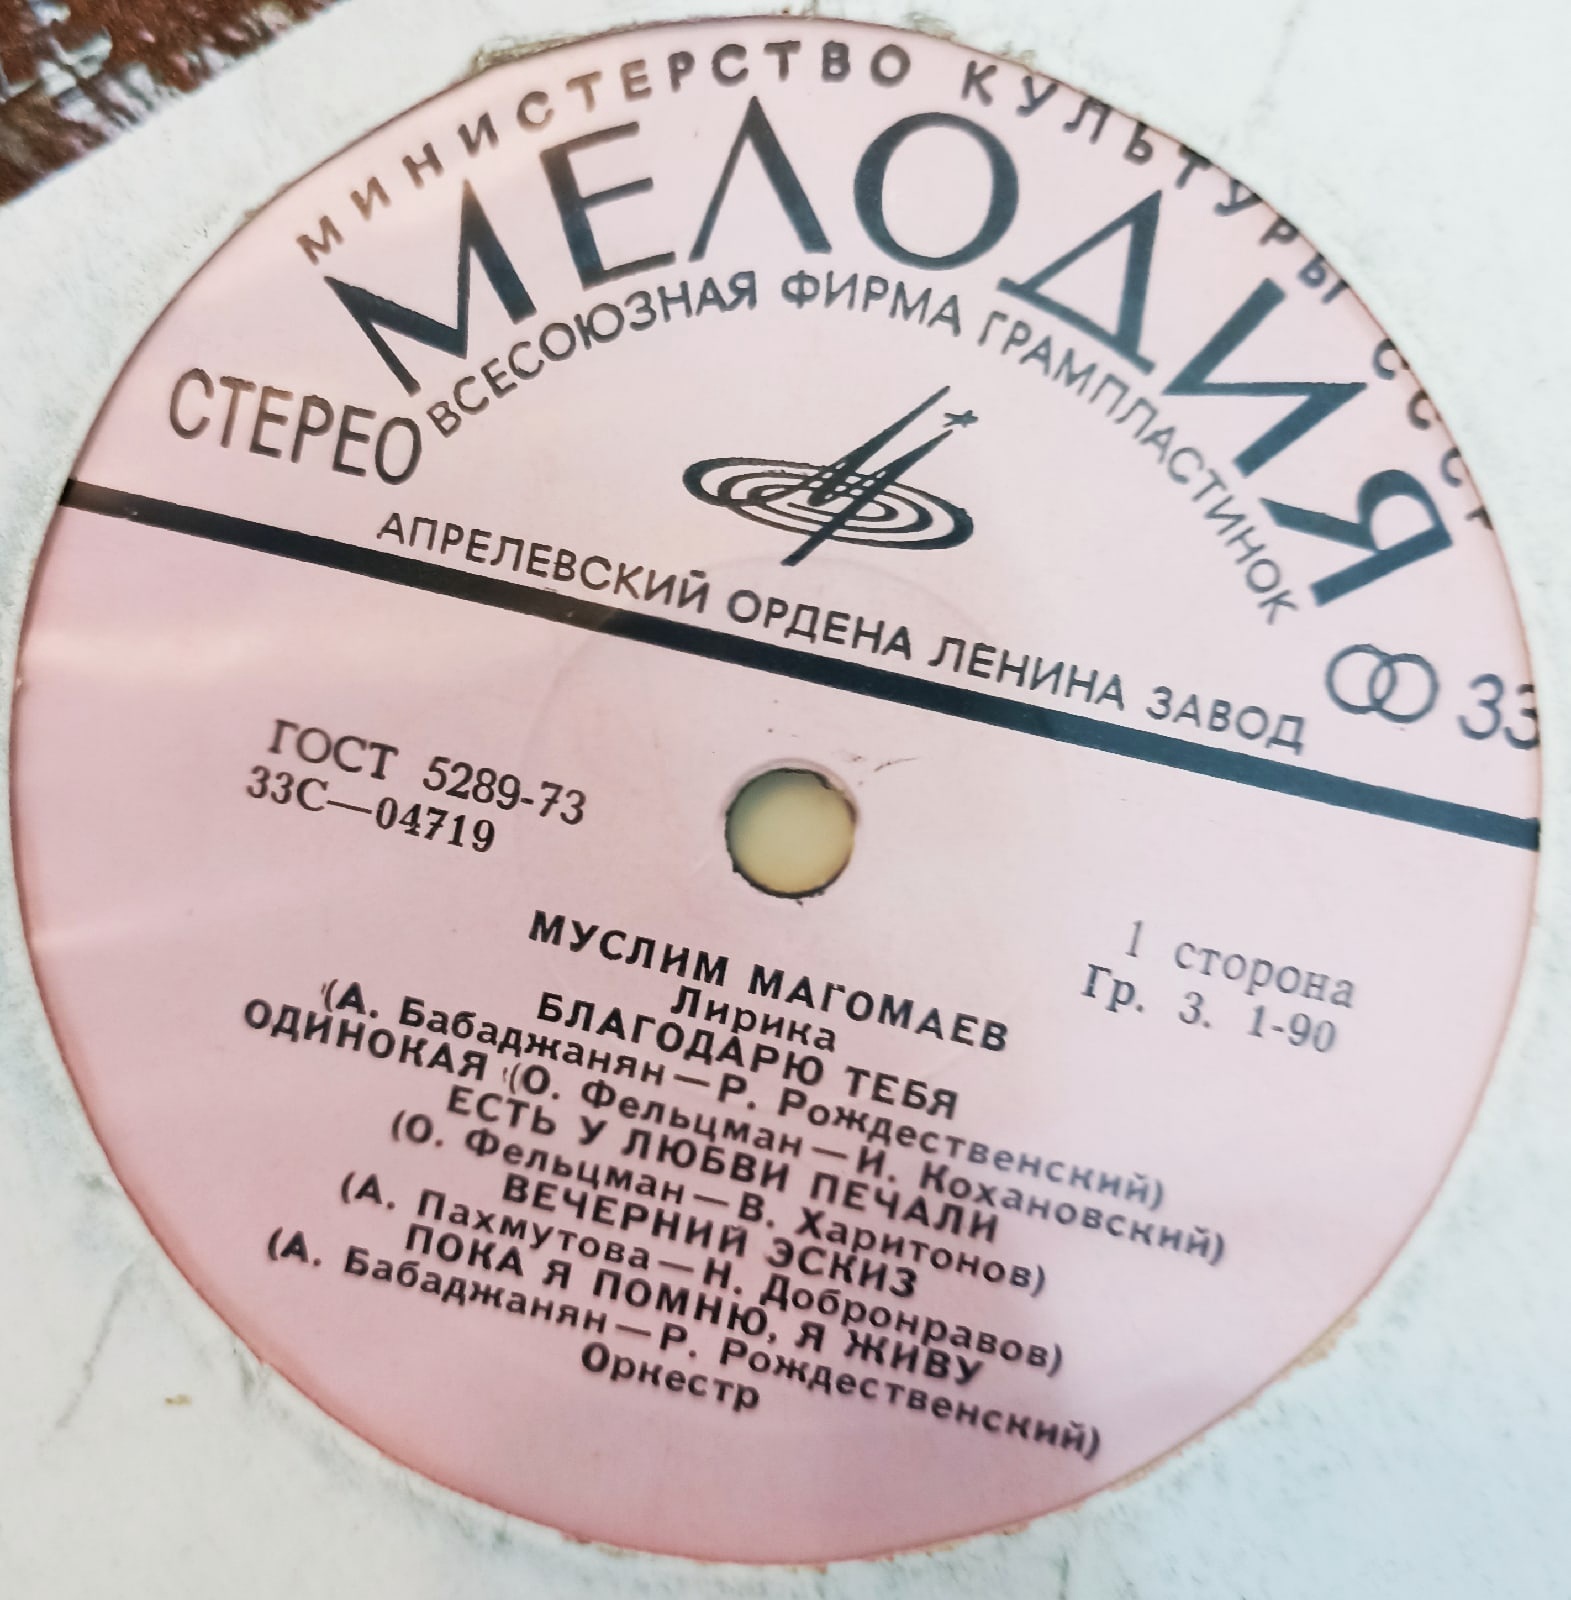 МИНИСТЕРСТВО КУЛЬТУРЫ СССР
МЕЛОДИЯ
ВСЕСОЮЗНАЯ ФИРМА ГРАМПЛАСТИНОК
СТЕРЕО
33
АПРЕЛЕВСКИЙ ОРДЕНА ЛЕНИНА ЗАВОД
ГОСТ 5289-73
33С—04719
1 сторона
Гр. 3. 1-90
МУСЛИМ МАГОМАЕВ
Лирика
БЛАГОДАРЮ ТЕБЯ
(А. Бабаджанян—Р. Рождественский)
ОДИНОКАЯ (О. Фельцман—И. Кохановский)
ЕСТЬ У ЛЮБВИ ПЕЧАЛИ
(О. Фельцман—В. Харитонов)
ВЕЧЕРНИЙ ЭСКИЗ
(А. Пахмутова—Н. Добронравов)
ПОКА Я ПОМНЮ, Я ЖИВУ
(А. Бабаджанян—Р. Рождественский)
Оркестр